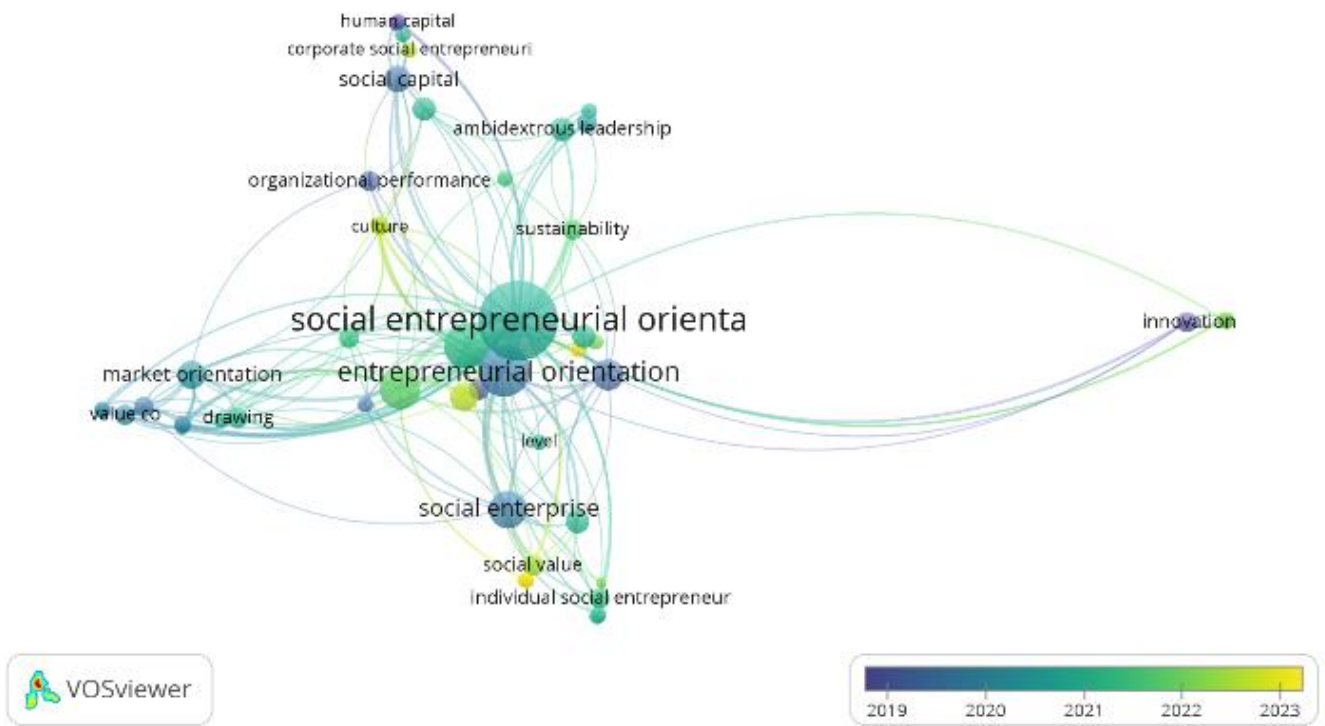 human capital
corporate social entrepreneuri
social capital
ambidextrous leadership
organizational performance
culture
sustainability
social entrepreneurial orienta
innovation
market orientation
entrepreneurial orientation
value co
drawing
level
social enterprise
social value
individual social entrepreneur
VOSviewer
2019 2020 2021 2022 2023